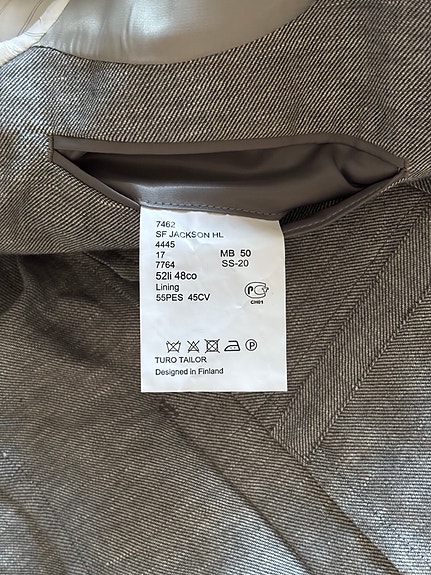 7462
SF JACKSON HL
4445
17 MB 50
7764 SS-20
52li 48co
Lining
55PES 45CV
PC
CH01
P
TURO TAILOR
Designed in Finland